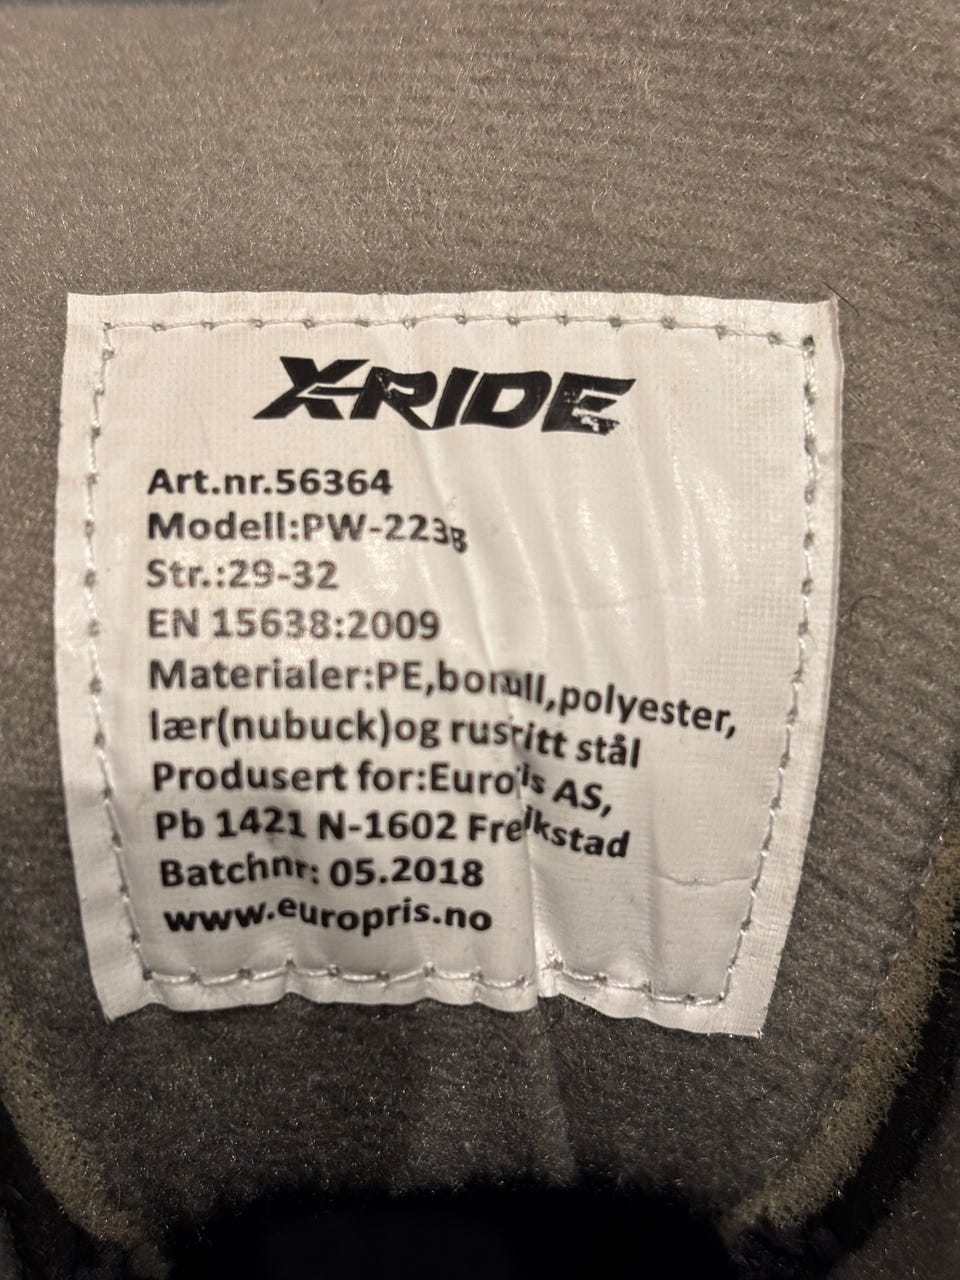 X-RIDE
Art.nr.56364
Modell:PW-223B
Str.:29-32
EN 15638:2009
Materialer:PE,bomull,polyester,
lær(nubuck)og rustfritt stål
Produsert for:Europris AS,
Pb 1421 N-1602 Fredrikstad
Batchnr: 05.2018
www.europris.no